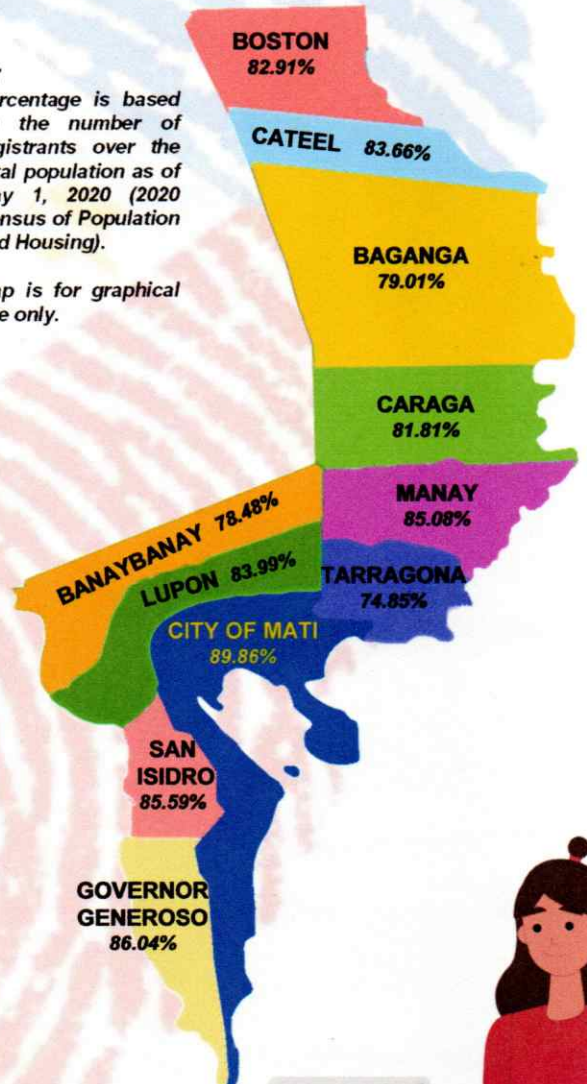 rcentage is based
the number of
gistrants over the
tal population as of
y 1, 2020 (2020
nsus of Population
d Housing).
ap is for graphical
e only.
BOSTON
82.91%
CATEEL 83.66%
BAGANGA
79.01%
CARAGA
81.81%
MANAY
85.08%
BANAYBANAY 78.48%
LUPON 83.99%
TARRAGONA
74.85%
CITY OF MATI
89.86%
SAN
ISIDRO
85.59%
GOVERNOR
GENEROSO
86.04%